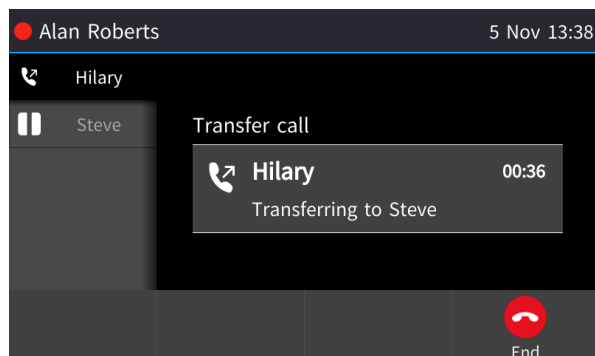 Alan Roberts 5 Nov 13:38
Hilary
Steve
Transfer call
Hilary 00:36
Transferring to Steve
End